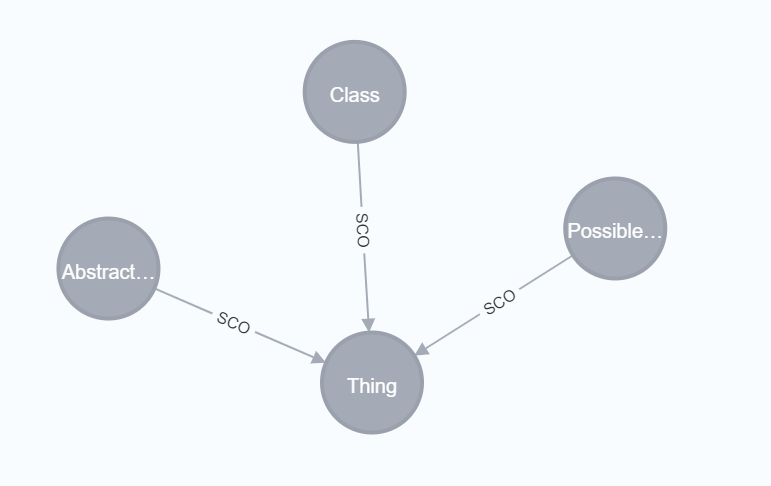 Class
SCO
Possible…
Abstract…
SCO
SCO
Thing